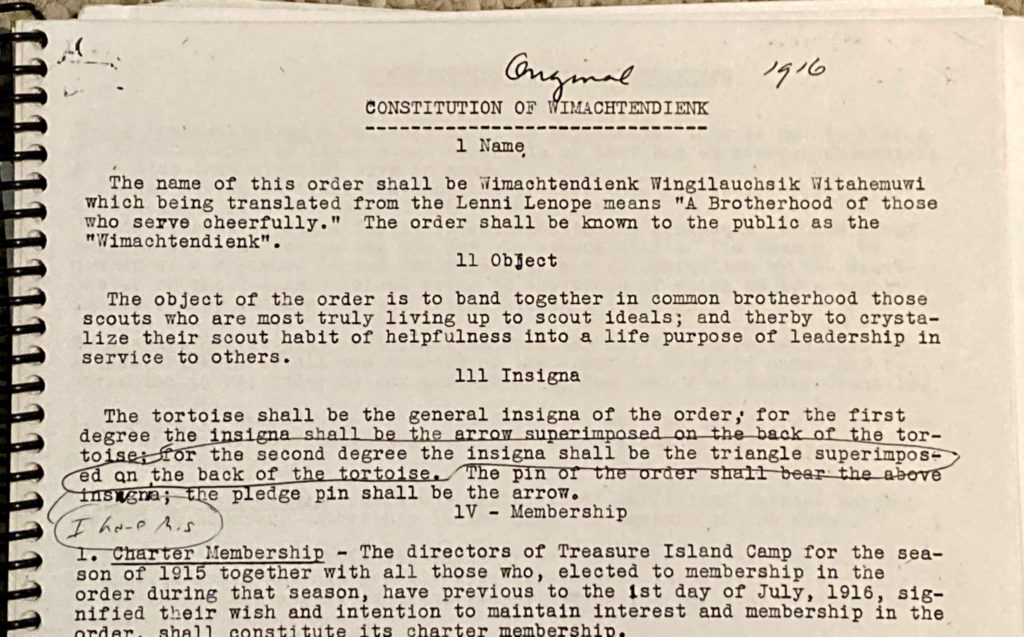 Original 1916
CONSTITUTION OF WIMACHTENDIENK
1 Name
The name of this order shall be Wimachtendienk Wingilauchsik Witahemuwi
which being translated from the Lenni Lenope means "A Brotherhood of those
who serve cheerfully." The order shall be known to the public as the
"Wimachtendienk".
11 Object
The object of the order is to band together in common brotherhood those
scouts who are most truly living up to scout ideals; and therby to crysta-
lize their scout habit of helpfulness into a life purpose of leadership in
service to others.
111 Insigna
The tortoise shall be the general insigna of the order, for the first
degree the insigna shall be the arrow superimposed on the back of the tor-
toise; for the second degree the insigna shall be the triangle superimpos-
ed on the back of the tortoise. The pin of the order shall bear the above
insigna; the pledge pin shall be the arrow.
1V - Membership
I
1. Charter Membership - The directors of Treasure Island Camp for the sea-
son of 1915 together with all those who, elected to membership in the
order during that season, have previous to the 1st day of July, 1916, sig-
nified their wish and intention to maintain interest and membership in the
order, shall constitute its charter membership.